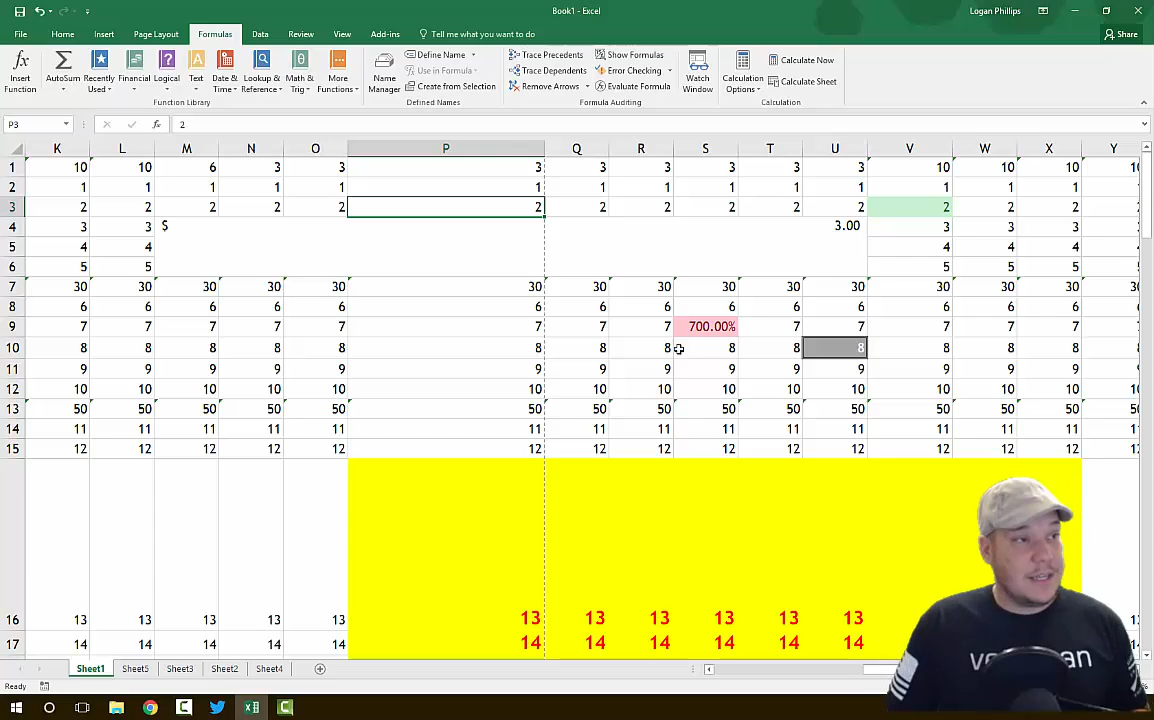 Book1 - Excel
Logan Phillips
File Home Insert Page Layout Formulas Data Review View Add-ins Tell me what you want to do Share
Insert Function
AutoSum
Recently Used
Financial
Logical
Text
Date & Time
Lookup & Reference
Math & Trig
More Functions
Function Library
Name Manager
Define Name
Use in Formula
Create from Selection
Defined Names
Trace Precedents
Trace Dependents
Remove Arrows
Show Formulas
Error Checking
Evaluate Formula
Formula Auditing
Watch Window
Calculation Options
Calculate Now
Calculate Sheet
Calculation
P3 fx 2
K L M N O P Q R S T U V W X Y
1 10 10 6 3 3 3 3 3 3 3 3 10 10 10 10
2 1 1 1 1 1 1 1 1 1 1 1 1 1 1 1
3 2 2 2 2 2 2 2 2 2 2 2 2 2 2
4 3 3 $ 3.00 3 3 3
5 4 4 4 4 4
6 5 5 5 5 5
7 30 30 30 30 30 30 30 30 30 30 30 30 30 30 30
8 6 6 6 6 6 6 6 6 6 6 6 6 6 6
9 7 7 7 7 7 7 7 7 700.00% 7 7 7 7 7
10 8 8 8 8 8 8 8 8 8 8 8 8 8 8
11 9 9 9 9 9 9 9 9 9 9 9 9 9 9
12 10 10 10 10 10 10 10 10 10 10 10 10 10 10 10
13 50 50 50 50 50 50 50 50 50 50 50 50 50 50 50
14 11 11 11 11 11 11 11 11 11 11 11 11 11 11 11
15 12 12 12 12 12 12 12 12 12 12 12 12 12 12 12
16 13 13 13 13 13 13 13 13 13 13 13
17 14 14 14 14 14 14 14 14 14 14 14
Sheet1 Sheet5 Sheet3 Sheet2 Sheet4
Ready